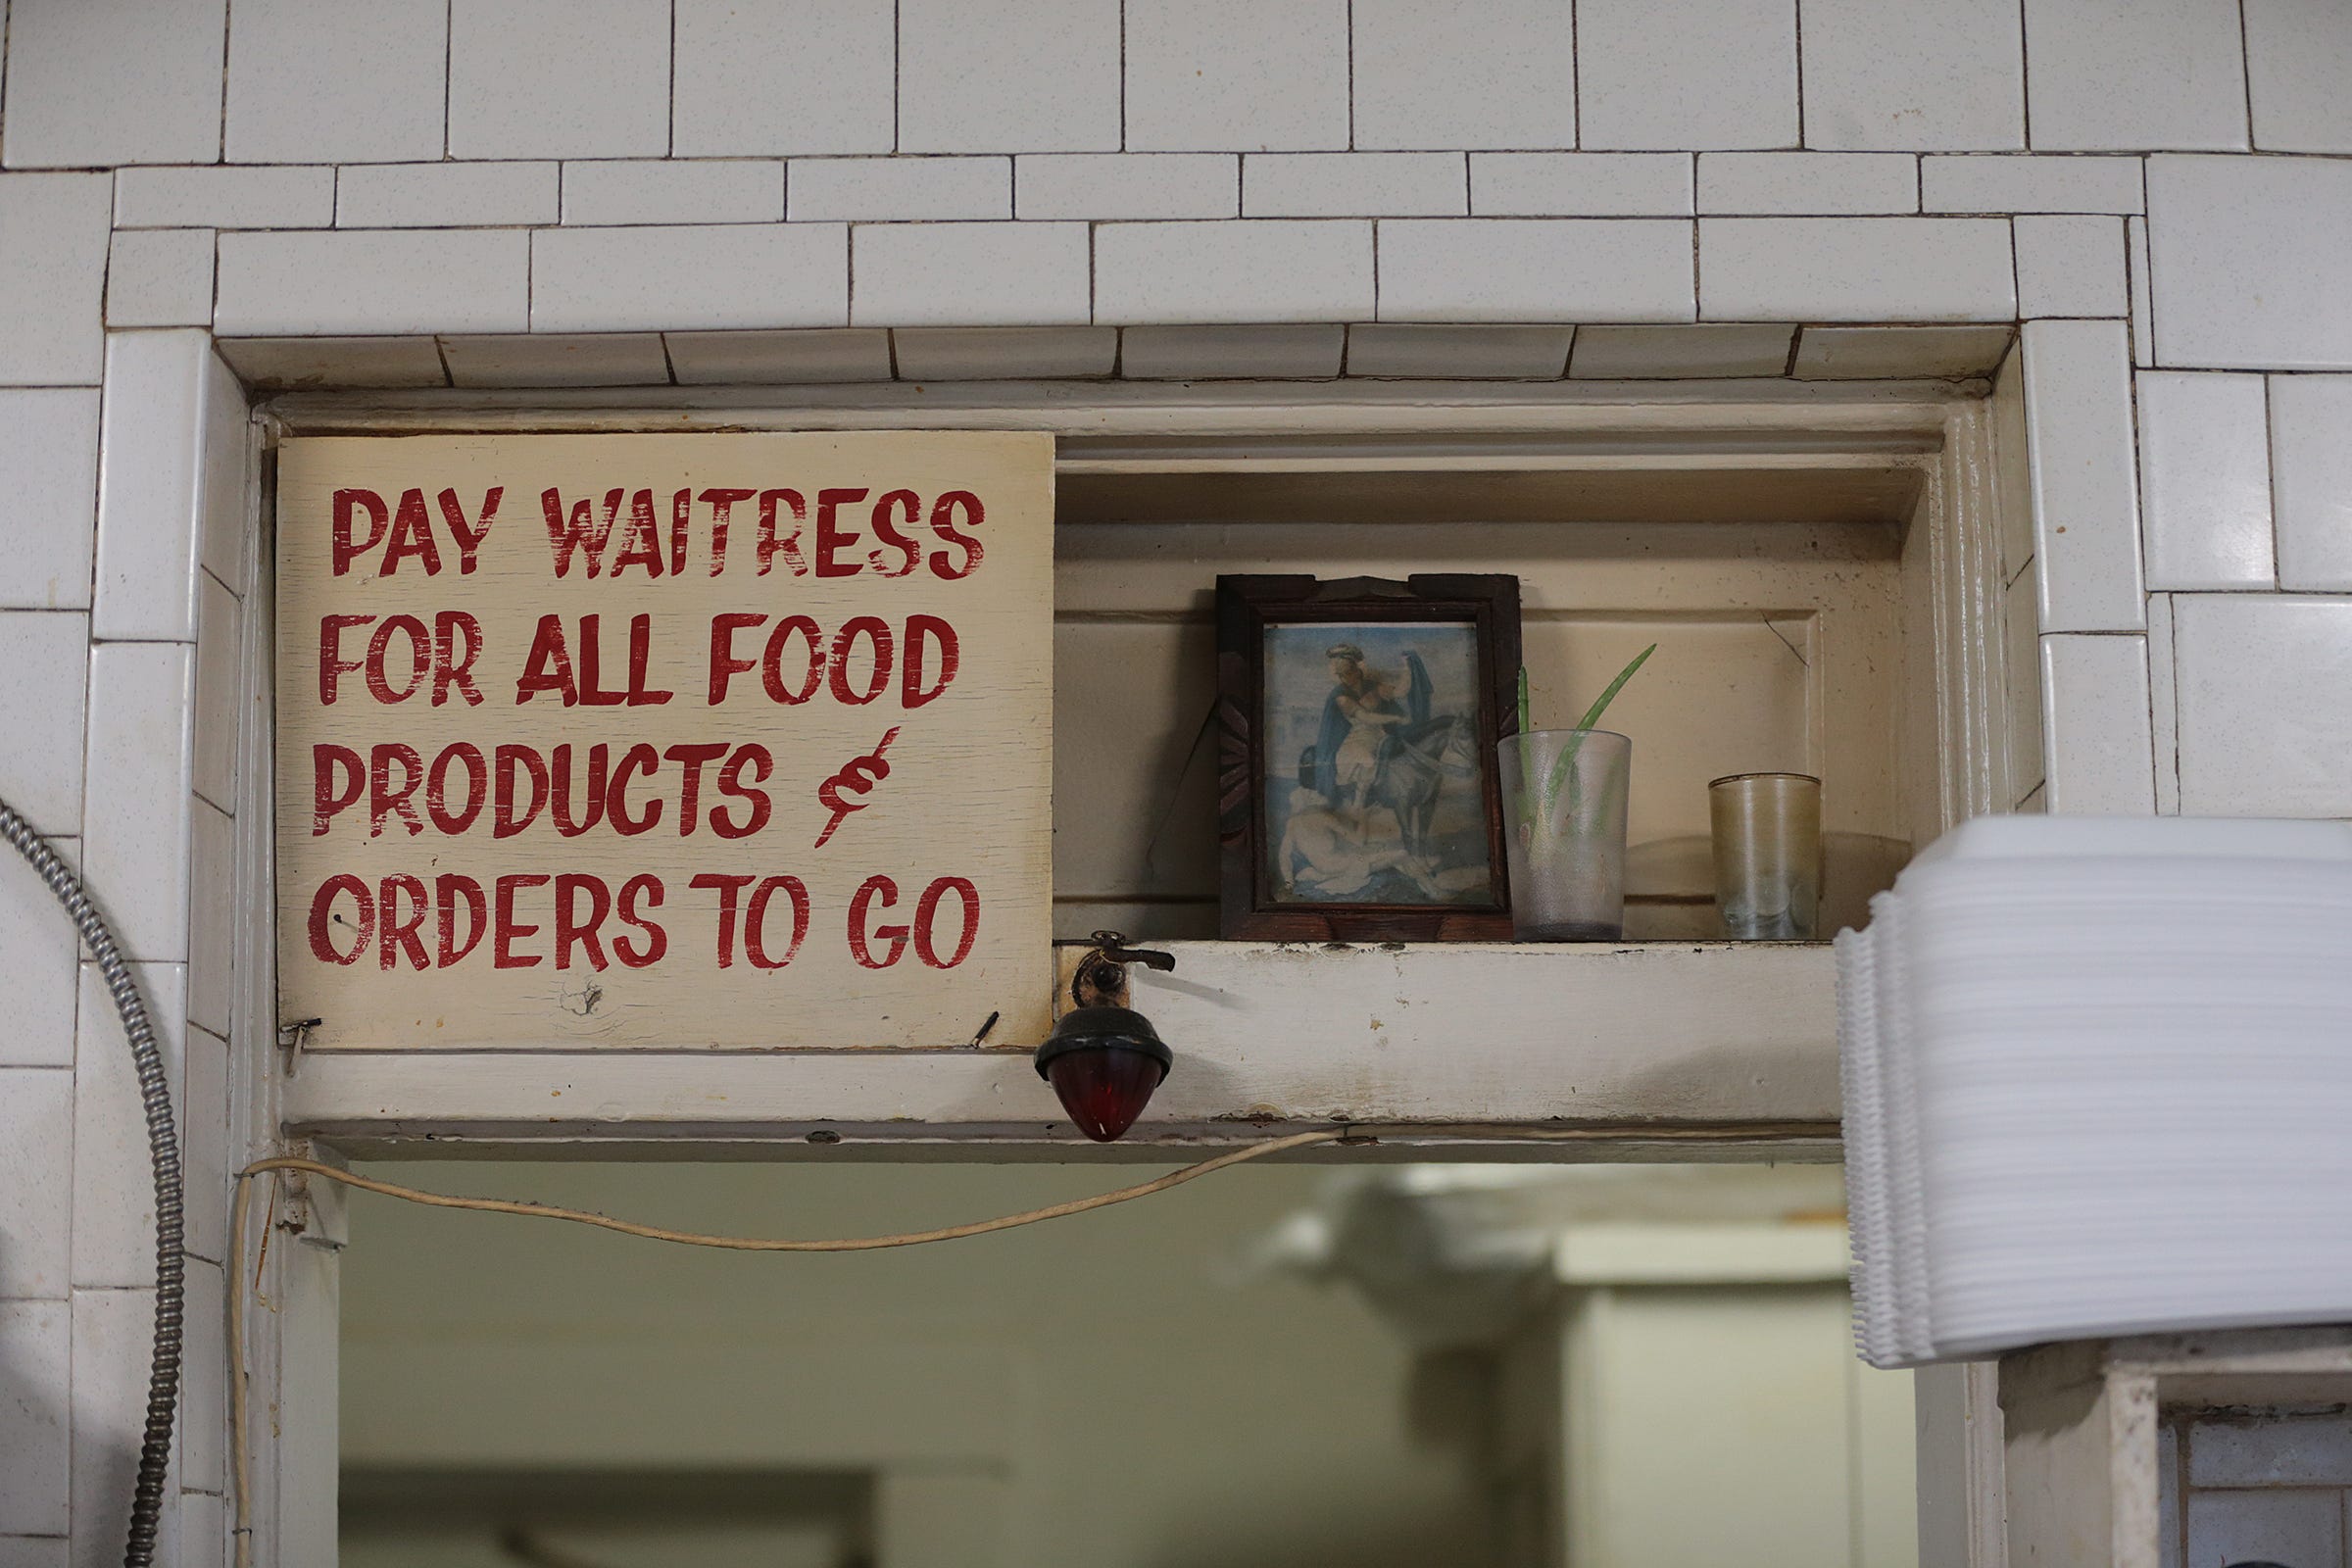 PAY WAITRESS
FOR ALL FOOD
PRODUCTS &
ORDERS TO GO